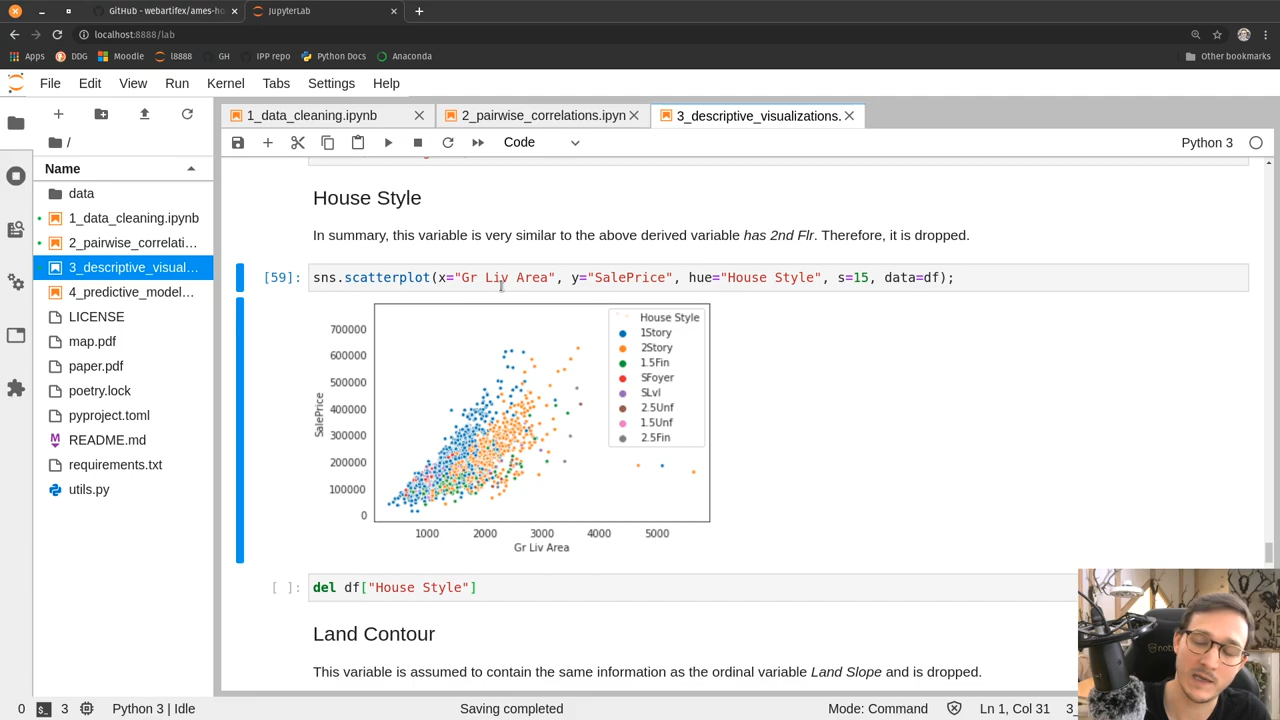 GitHub - webartifex/ames-ho
JupyterLab
localhost:8888/lab
Apps
DDG
Moodle
l8888
GH
IPP repo
Python Docs
Anaconda
Other bookmarks
File Edit View Run Kernel Tabs Settings Help
1_data_cleaning.ipynb
2_pairwise_correlations.ipyn
3_descriptive_visualizations.
/
Code
Python 3
Name
data
1_data_cleaning.ipynb
2_pairwise_correlati...
3_descriptive_visual...
4_predictive_model...
LICENSE
map.pdf
paper.pdf
poetry.lock
pyproject.toml
README.md
requirements.txt
utils.py
House Style
In summary, this variable is very similar to the above derived variable has 2nd Flr. Therefore, it is dropped.
[59]: sns.scatterplot(x="Gr Liv Area", y="SalePrice", hue="House Style", s=15, data=df);
SalePrice
700000
600000
500000
400000
300000
200000
100000
0
House Style
1Story
2Story
1.5Fin
SFoyer
SLvl
2.5Unf
1.5Unf
2.5Fin
1000 2000 3000 4000 5000
Gr Liv Area
[ ]: del df["House Style"]
Land Contour
This variable is assumed to contain the same information as the ordinal variable Land Slope and is dropped.
0
3
Python 3 | Idle
Saving completed
Mode: Command
Ln 1, Col 31
3_